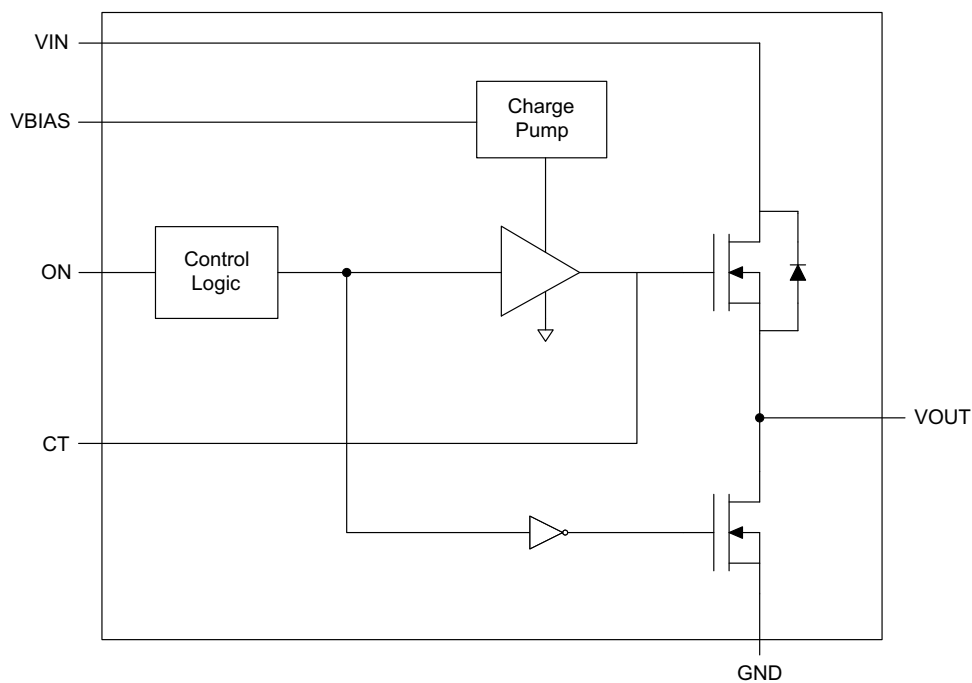 VIN
Charge
Pump
VBIAS
Control
Logic
ON
VOUT
CT
GND